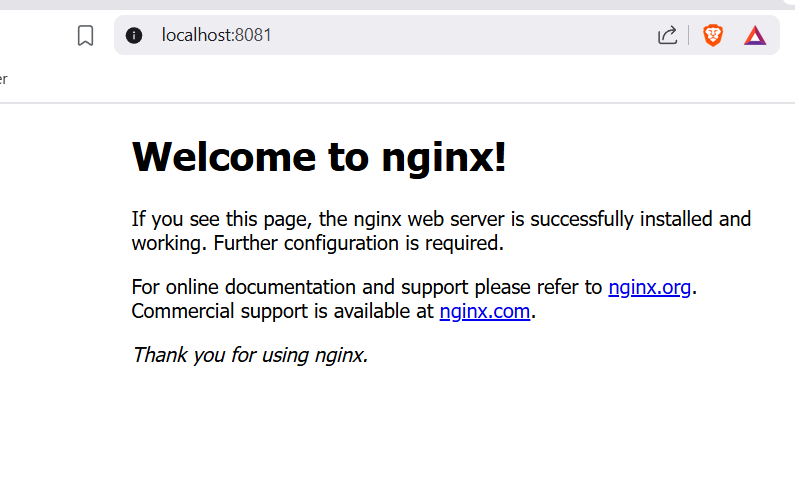 localhost:8081
er
Welcome to nginx!
If you see this page, the nginx web server is successfully installed and
working. Further configuration is required.
For online documentation and support please refer to nginx.org.
Commercial support is available at nginx.com.
Thank you for using nginx.